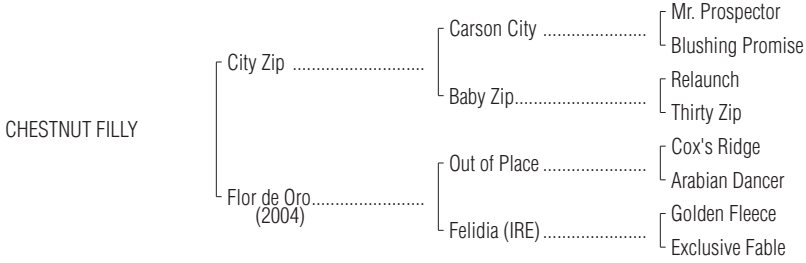 Mr. Prospector
Carson City ......................
Blushing Promise
City Zip ...........................
Relaunch
Baby Zip...........................
Thirty Zip
CHESTNUT FILLY
Cox's Ridge
Out of Place .....................
Arabian Dancer
Flor de Oro.......................
(2004)
Golden Fleece
Felidia (IRE)......................
Exclusive Fable